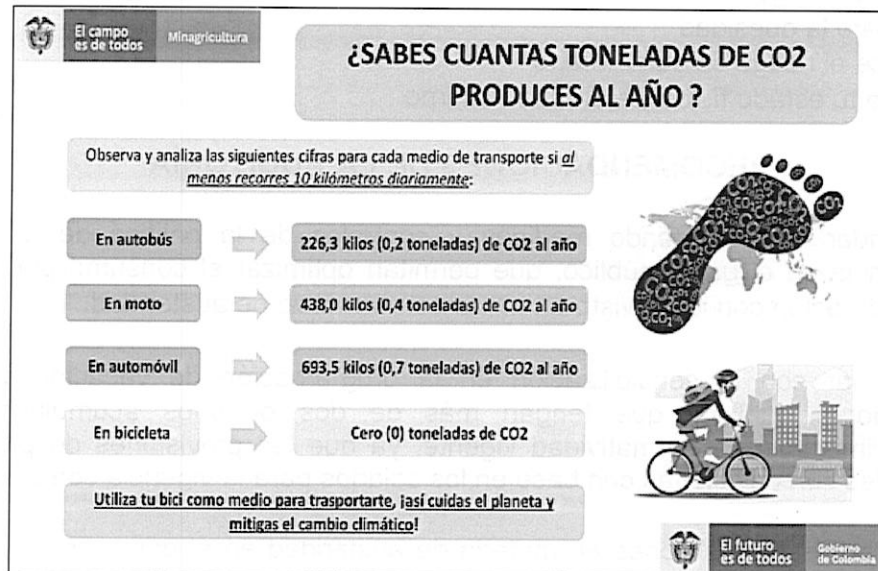 El campo
es de todos
Minagricultura
¿SABES CUANTAS TONELADAS DE CO2
PRODUCES AL AÑO ?
Observa y analiza las siguientes cifras para cada medio de transporte si al
menos recorres 10 kilómetros diariamente:
En autobús
226,3 kilos (0,2 toneladas) de CO2 al año
En moto
438,0 kilos (0,4 toneladas) de CO2 al año
En automóvil
693,5 kilos (0,7 toneladas) de CO2 al año
En bicicleta
Cero (0) toneladas de CO2
Utiliza tu bici como medio para trasportarte, ¡así cuidas el planeta y
mitigas el cambio climático!
El futuro
es de todos
Gobierno
de Colombia